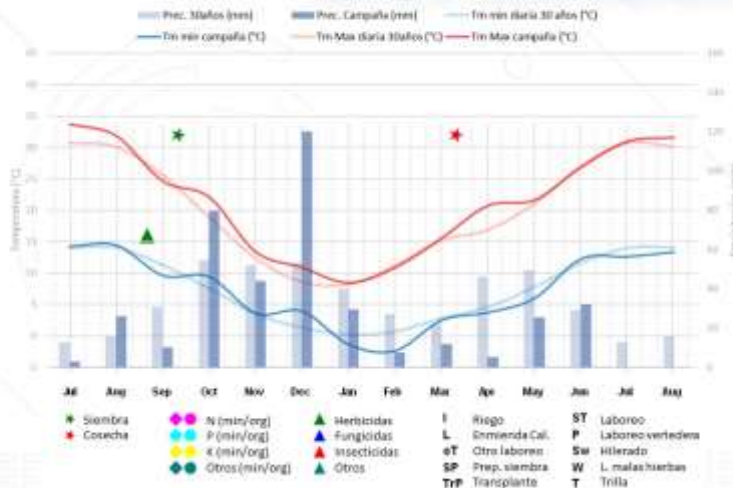 Prec. 30años (mm) Prec. Campaña (mm) Tm min diaria 30 años (°C)
Tm min campaña (°C) Tm Max diaria 30años (°C) Tm Max campaña (°C)
Temperatura (°C)
Jul Aug Sep Oct Nov Dec Jan Feb Mar Apr May Jun Jul Aug
Siembra N (min/org) Herbicidas I Riego ST Laboreo
Cosecha P (min/org) Fungicidas L Enmienda Cal. P Laboreo vertedera
K (min/org) Insecticidas oT Otro laboreo Sw Hilerado
Otros (min/org) Otros SP Prep. siembra W L. malas hierbas
TrP Transplante T Trilla